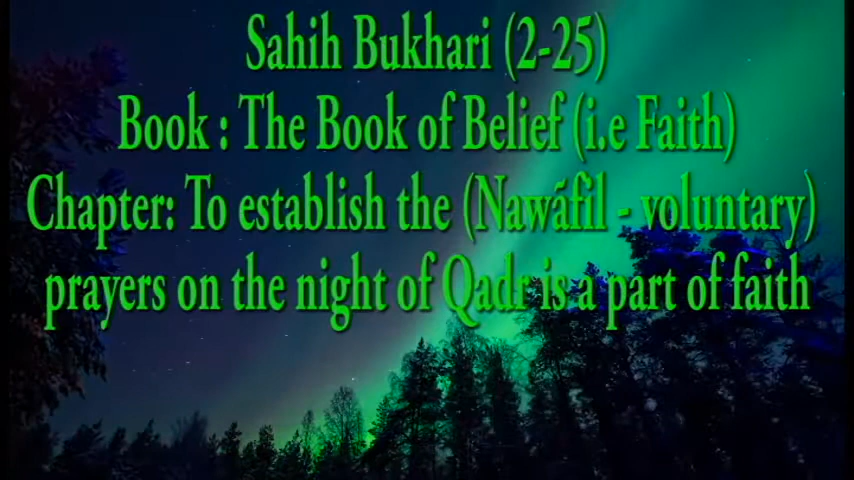 Sahih Bukhari (2-25)
Book : The Book of Belief (i.e Faith)
Chapter: To establish the (Nawáfil - voluntary)
prayers on the night of Qadr is a part of faith